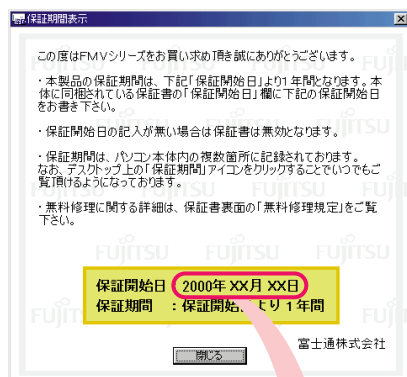 保証期間表示
この度はFMVシリーズをお買い求め頂き誠にありがとうございます。
・本製品の保証期間は、下記「保証開始日」より1年間となります。本
体に同梱されている保証書の「保証開始日」欄に下記の保証開始日
をお書き下さい。
・保証開始日の記入が無い場合は保証書は無効となります。
・保証期間は、パソコン本体内の複数箇所に記録されております。
なお、デスクトップ上の「保証期間」アイコンをクリックすることでいつでもご
覧頂けるようになっております。
・無料修理に関する詳細は、保証書裏面の「無料修理規定」をご覧
下さい。
保証開始日 2000年 XX月 XX日
保証期間 :保証開始 より1年間
富士通株式会社
閉じる
FUJITSU FUJITSU FUJITSU